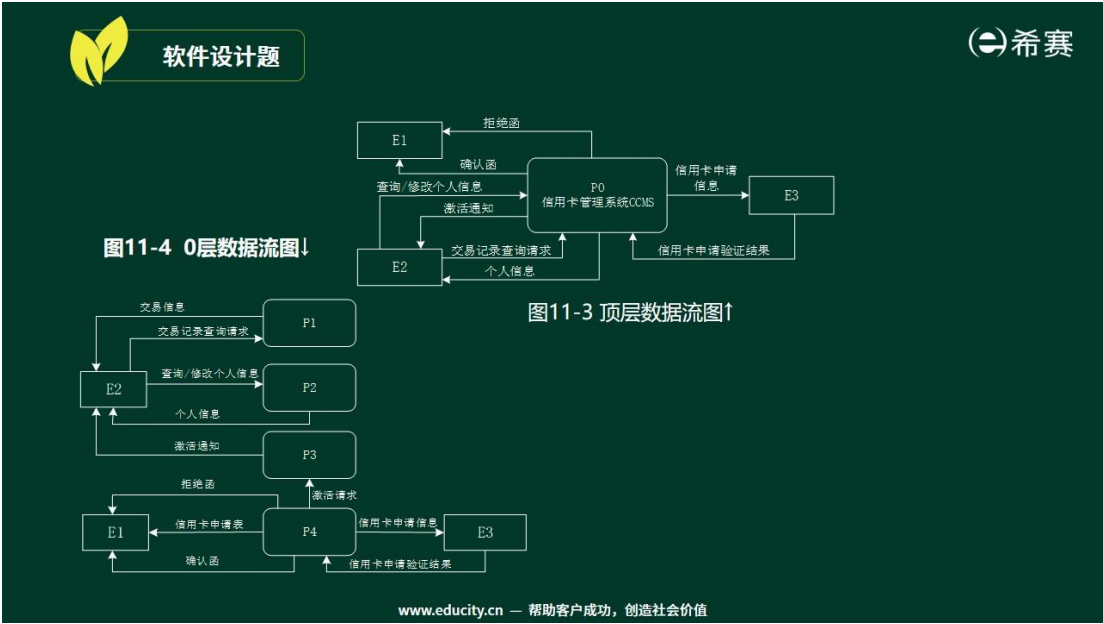 软件设计题
希赛
拒绝函
E1
确认函
查询/修改个人信息
激活通知
P0
信用卡管理系统CCMS
信用卡申请
信息
E3
交易记录查询请求
信用卡申请验证结果
E2
个人信息
图11-4 0层数据流图↓
图11-3 顶层数据流图↑
交易信息
P1
交易记录查询请求
E2
查询/修改个人信息
P2
个人信息
激活通知
P3
拒绝函
激活请求
E1
信用卡申请表
P4
信用卡申请信息
E3
确认函
信用卡申请验证结果
www.educity.cn — 帮助客户成功，创造社会价值